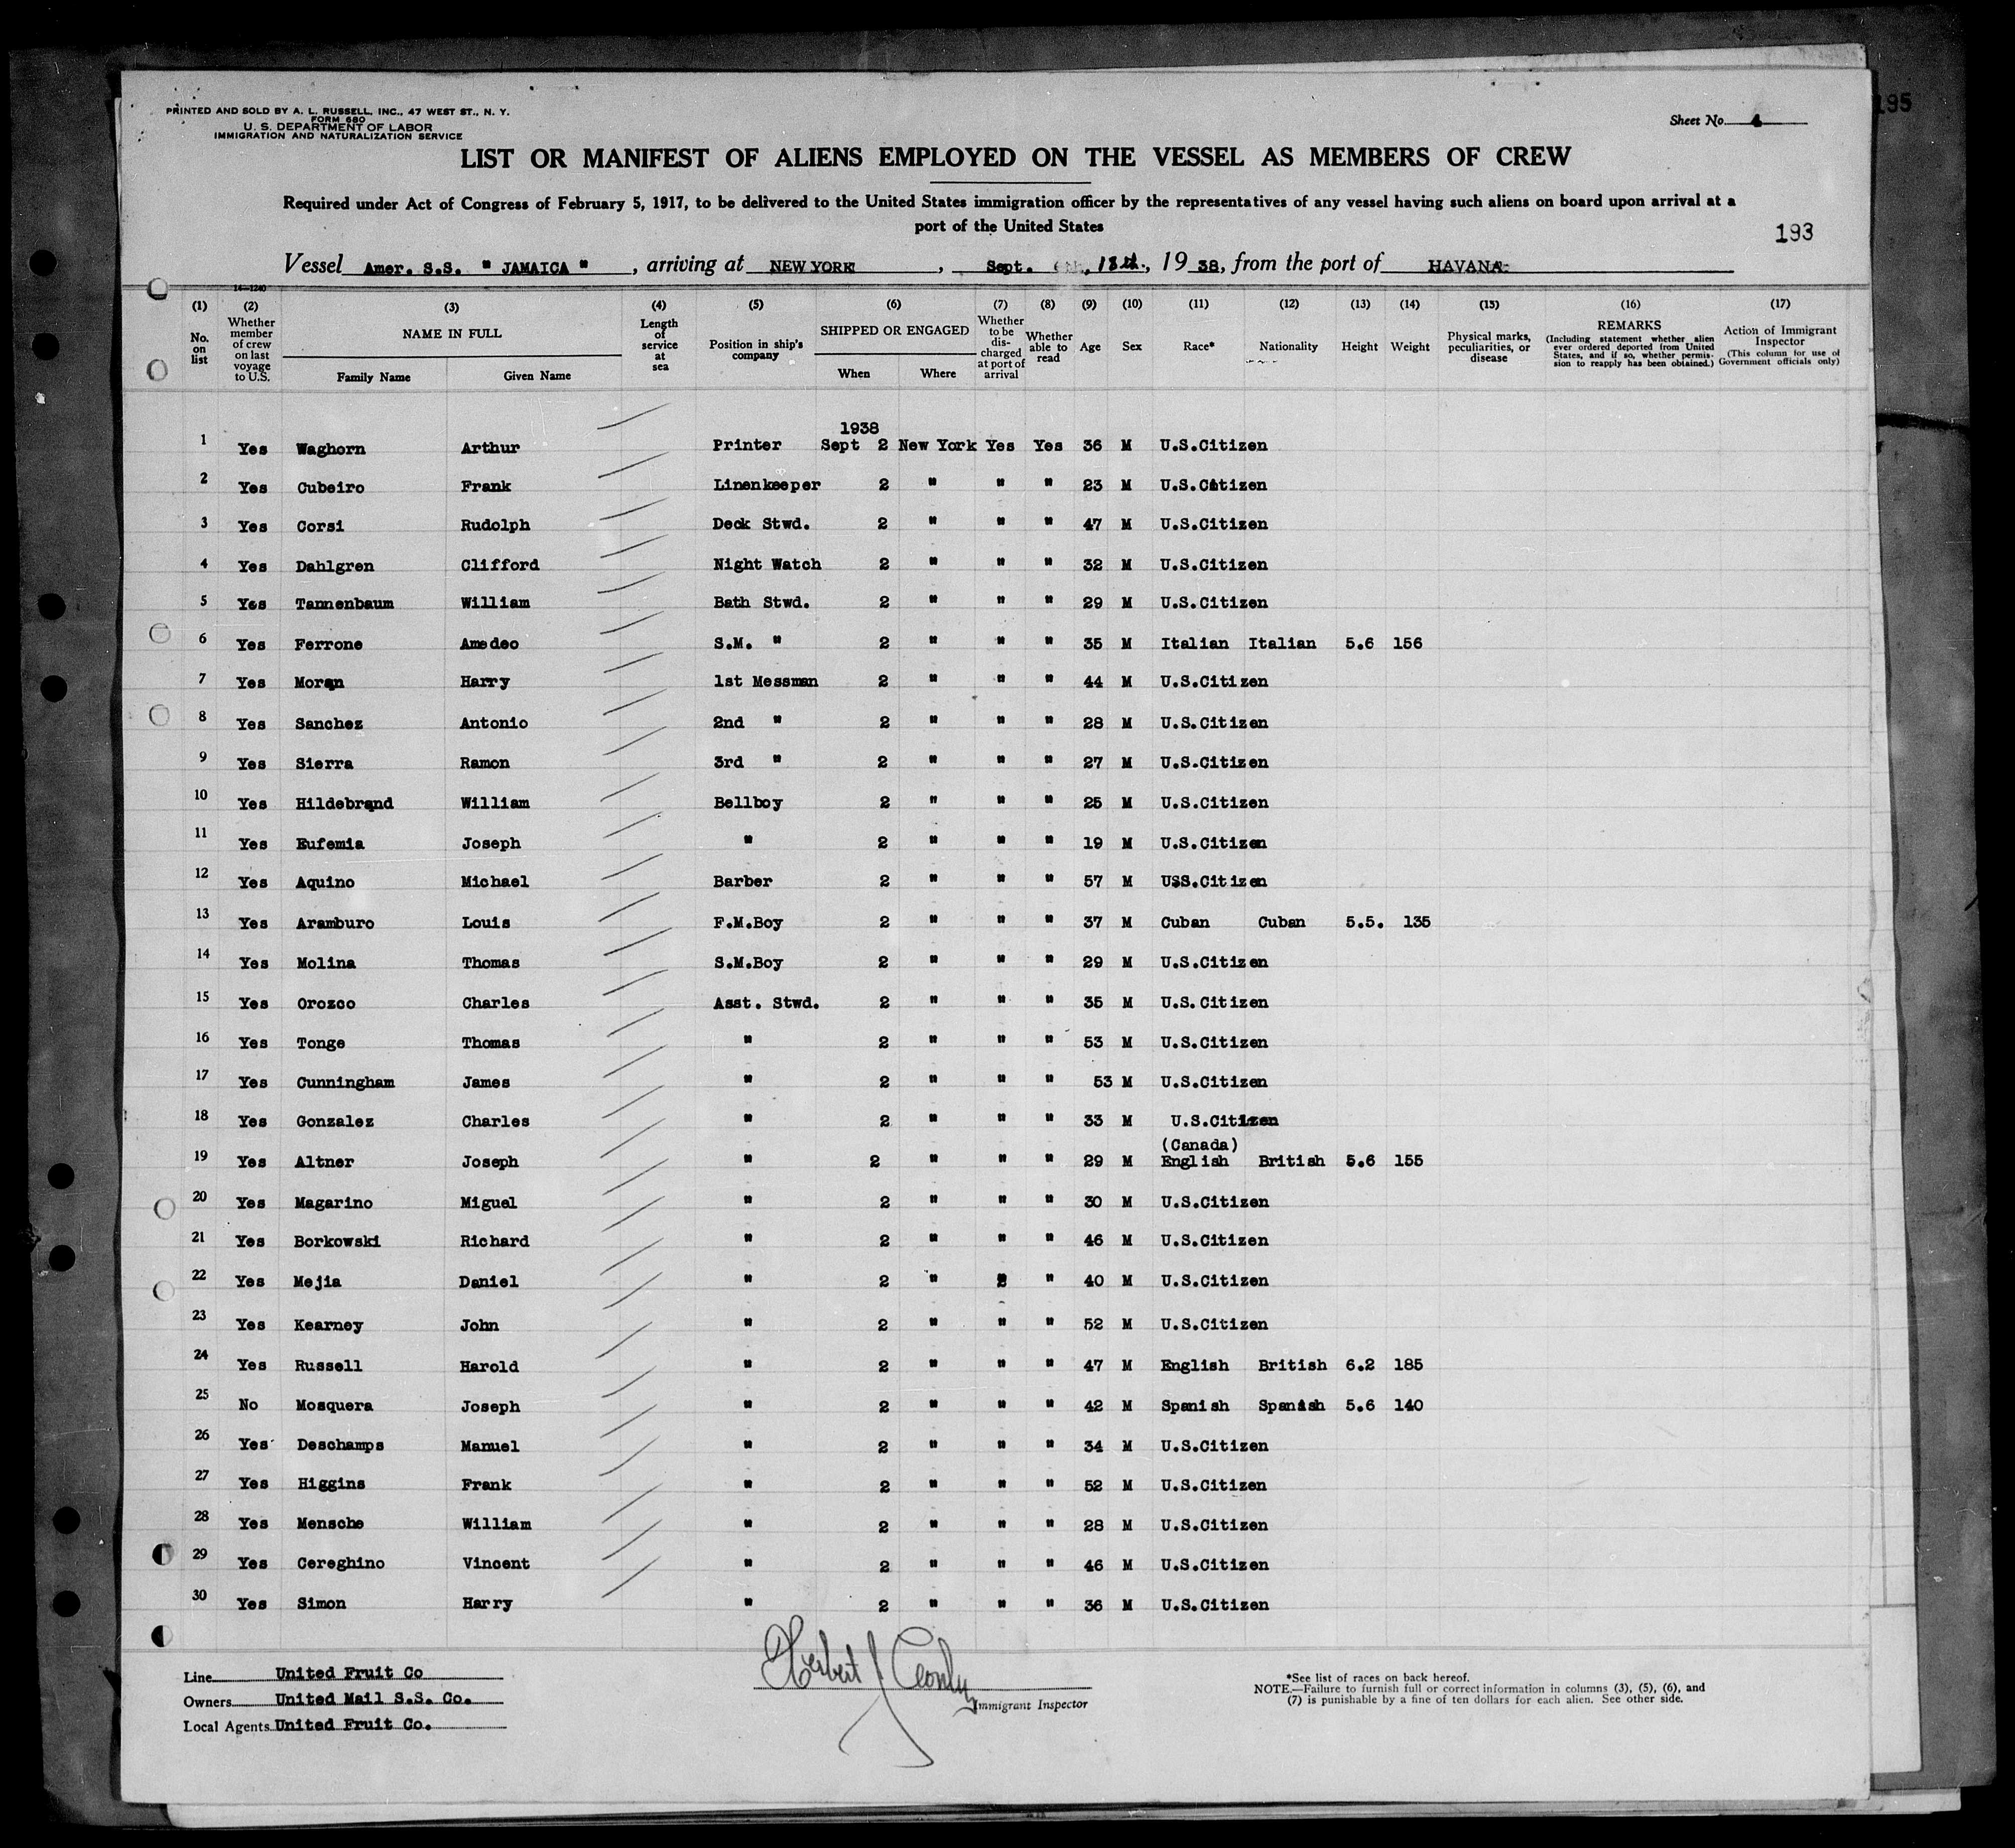 195
PRINTED AND SOLD BY A. L. RUSSELL, INC., 47 WEST ST., N. Y.
FORM 680
U. S. DEPARTMENT OF LABOR
IMMIGRATION AND NATURALIZATION SERVICE
Sheet No. 4
LIST OR MANIFEST OF ALIENS EMPLOYED ON THE VESSEL AS MEMBERS OF CREW
Required under Act of Congress of February 5, 1917, to be delivered to the United States immigration officer by the representatives of any vessel having such aliens on board upon arrival at a
port of the United States
193
Vessel Amer. S.S. " JAMAICA ", arriving at NEW YORK, Sept. 13th., 1938, from the port of HAVANA
14—1240
(1) (2) (3) (4) (5) (6) (7) (8) (9) (10) (11) (12) (13) (14) (15) (16) (17)
No. on list
Whether member of crew on last voyage to U.S.
NAME IN FULL
Family Name Given Name
Length of service at sea
Position in ship's company
SHIPPED OR ENGAGED
When Where
Whether to be discharged at port of arrival
Whether able to read
Age Sex Race* Nationality Height Weight
Physical marks, peculiarities, or disease
REMARKS
(Including statement whether alien ever ordered deported from United States, and if so, whether permission to reapply has been obtained.)
Action of Immigrant Inspector
(This column for use of Government officials only)
1938
1 Yes Waghorn Arthur Printer Sept 2 New York Yes Yes 36 M U.S.Citizen
2 Yes Cubeiro Frank Linenkeeper 2 " " " 23 M U.S.Citizen
3 Yes Corsi Rudolph Deck Stwd. 2 " " " 47 M U.S.Citizen
4 Yes Dahlgren Clifford Night Watch 2 " " " 32 M U.S.Citizen
5 Yes Tannenbaum William Bath Stwd. 2 " " " 29 M U.S.Citizen
6 Yes Ferrone Amedeo S.M. " 2 " " " 35 M Italian Italian 5.6 156
7 Yes Moran Harry 1st Messman 2 " " " 44 M U.S.Citizen
8 Yes Sanchez Antonio 2nd " 2 " " " 28 M U.S.Citizen
9 Yes Sierra Ramon 3rd " 2 " " " 27 M U.S.Citizen
10 Yes Hildebrand William Bellboy 2 " " " 25 M U.S.Citizen
11 Yes Eufemia Joseph " 2 " " " 19 M U.S.Citizen
12 Yes Aquino Michael Barber 2 " " " 57 M USS.Citizen
13 Yes Aramburo Louis F.M.Boy 2 " " " 37 M Cuban Cuban 5.5. 135
14 Yes Molina Thomas S.M.Boy 2 " " " 29 M U.S.Citizen
15 Yes Orozco Charles Asst. Stwd. 2 " " " 35 M U.S.Citizen
16 Yes Tonge Thomas " 2 " " " 53 M U.S.Citizen
17 Yes Cunningham James " 2 " " " 53 M U.S.Citizen
18 Yes Gonzalez Charles " 2 " " " 33 M U.S.Citizen
(Canada)
19 Yes Altner Joseph " 2 " " " 29 M English British 5.6 155
20 Yes Magarino Miguel " 2 " " " 30 M U.S.Citizen
21 Yes Borkowski Richard " 2 " " " 46 M U.S.Citizen
22 Yes Mejia Daniel " 2 " " " 40 M U.S.Citizen
23 Yes Kearney John " 2 " " " 52 M U.S.Citizen
24 Yes Russell Harold " 2 " " " 47 M English British 6.2 185
25 No Mosquera Joseph " 2 " " " 42 M Spanish Spanish 5.6 140
26 Yes Deschamps Manuel " 2 " " " 34 M U.S.Citizen
27 Yes Higgins Frank " 2 " " " 52 M U.S.Citizen
28 Yes Mensche William " 2 " " " 28 M U.S.Citizen
29 Yes Cereghino Vincent " 2 " " " 46 M U.S.Citizen
30 Yes Simon Harry " 2 " " " 36 M U.S.Citizen
Line United Fruit Co
Owners United Mail S.S. Co.
Local Agents United Fruit Co.
Herbert J
Immigrant Inspector
*See list of races on back hereof.
NOTE.—Failure to furnish full or correct information in columns (3), (5), (6), and
(7) is punishable by a fine of ten dollars for each alien. See other side.